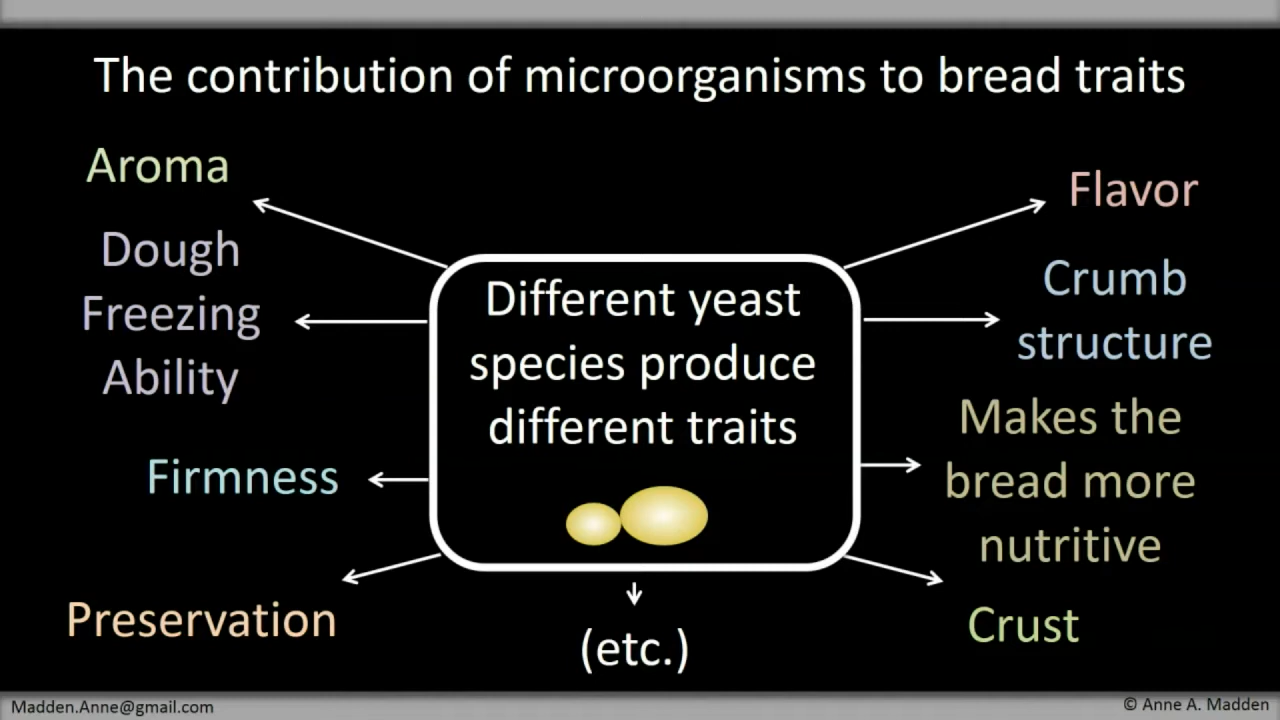 The contribution of microorganisms to bread traits
Aroma
Dough
Freezing
Ability
Firmness
Preservation
Different yeast
species produce
different traits
(etc.)
Flavor
Crumb
structure
Makes the
bread more
nutritive
Crust
Madden.Anne@gmail.com
© Anne A. Madden